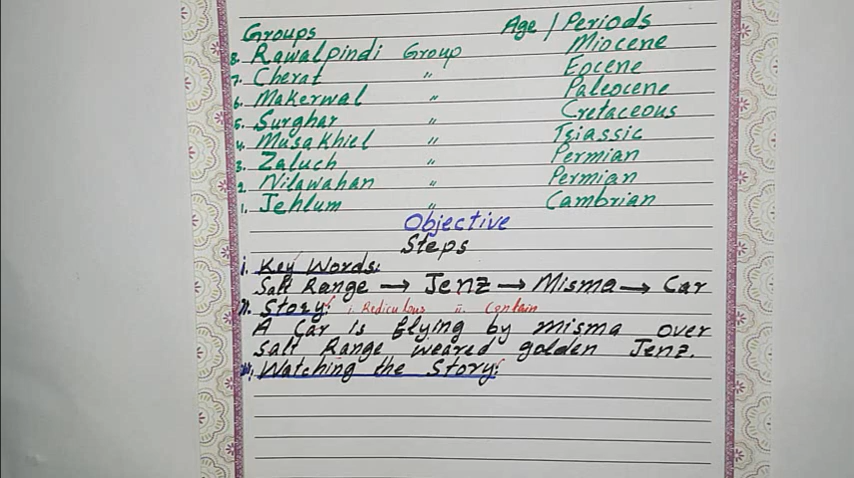 Groups Age / Periods
8. Rawalpindi Group Miocene
7. Cherat " Eocene
6. Makerwal " Paleocene
5. Surghar " Cretaceous
4. Musa Khiel " Triassic
3. Zaluch " Permian
2. Nilawahan " Permian
1. Jehlum " Cambrian
Objective
Steps
i. Key Words:
Salt Range → Jenz → Misma → Car
ii. Story: i. Rediculous ii. Contain
A Car is flying by misma over
Salt Range weared golden Jenz.
iii. Watching the Story: